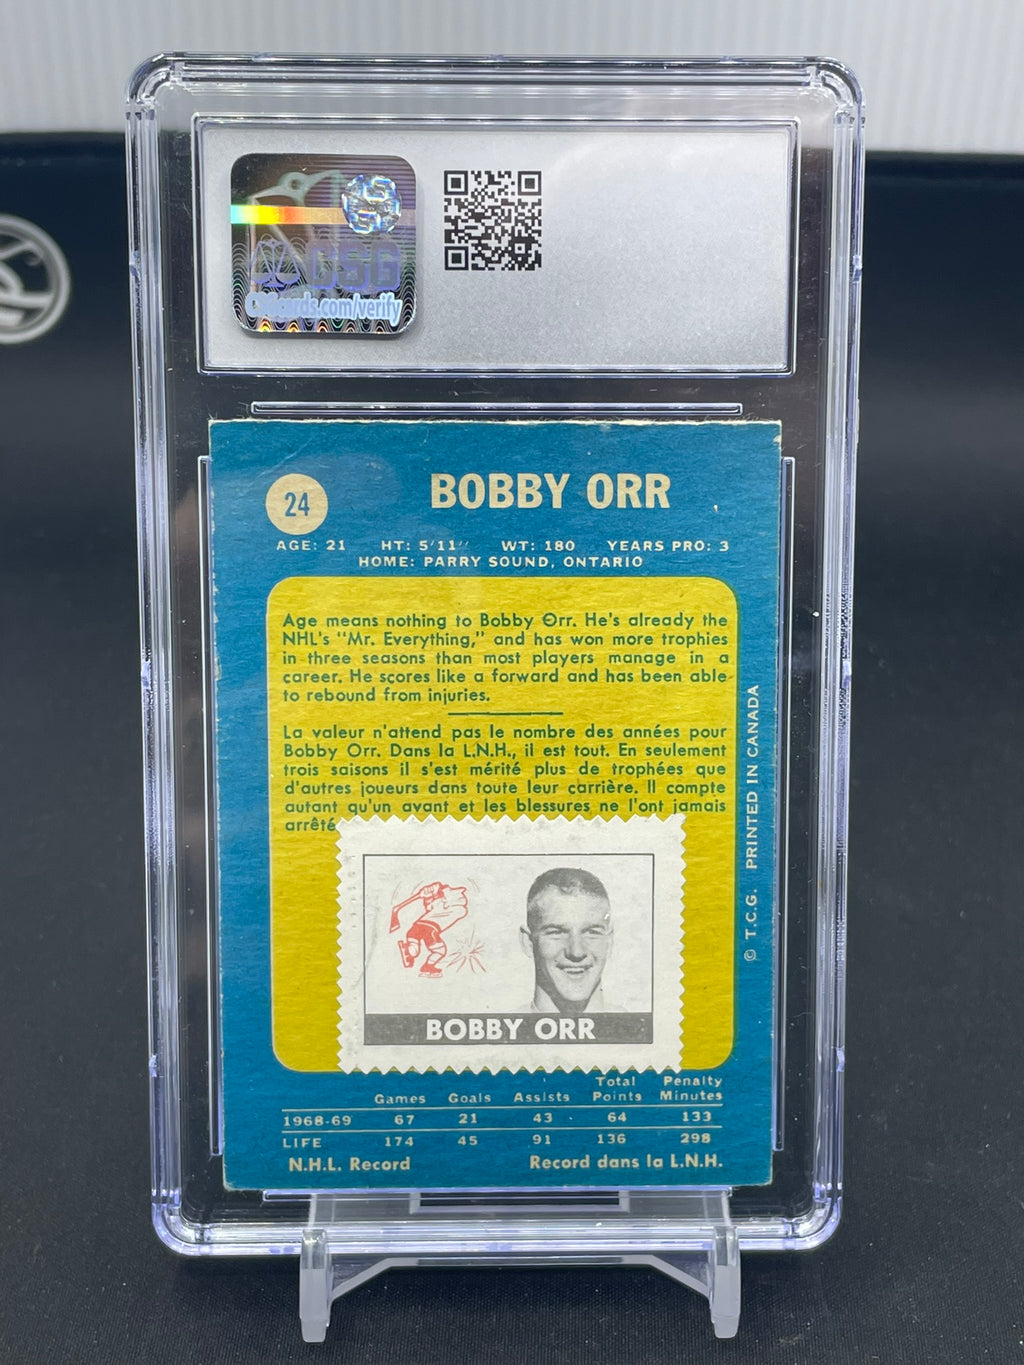 CSG
CSGcards.com/verify
24
BOBBY ORR
AGE: 21 HT: 5'11" WT: 180 YEARS PRO: 3
HOME: PARRY SOUND, ONTARIO
Age means nothing to Bobby Orr. He's already the
NHL's "Mr. Everything," and has won more trophies
in three seasons than most players manage in a
career. He scores like a forward and has been able
to rebound from injuries.
La valeur n'attend pas le nombre des années pour
Bobby Orr. Dans la L.N.H., il est tout. En seulement
trois saisons il s'est mérité plus de trophées que
d'autres joueurs dans toute leur carrière. Il compte
autant qu'un avant et les blessures ne l'ont jamais
arrêté
BOBBY ORR
© T.C.G. PRINTED IN CANADA
Games Goals Assists Total Points Penalty Minutes
1968-69 67 21 43 64 133
LIFE 174 45 91 136 298
N.H.L. Record Record dans la L.N.H.